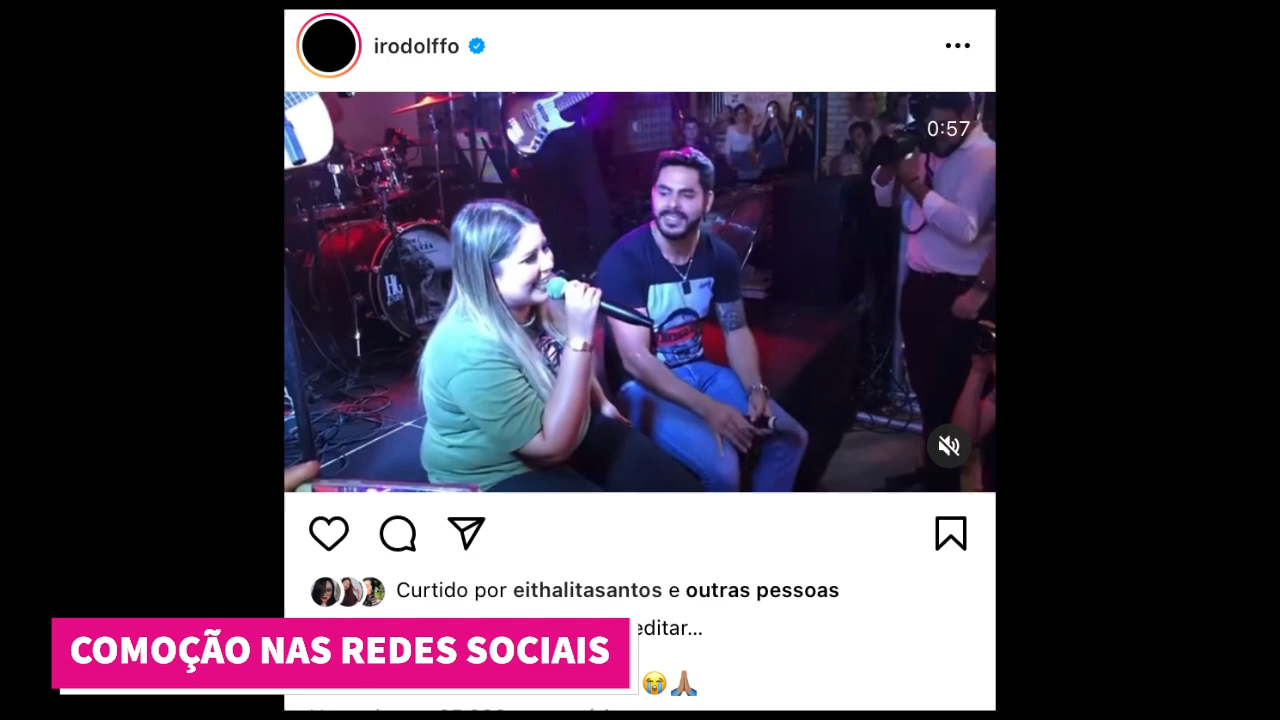 irodolffo
0:57
Curtido por eithalitasantos e outras pessoas
editar...
COMOÇÃO NAS REDES SOCIAIS